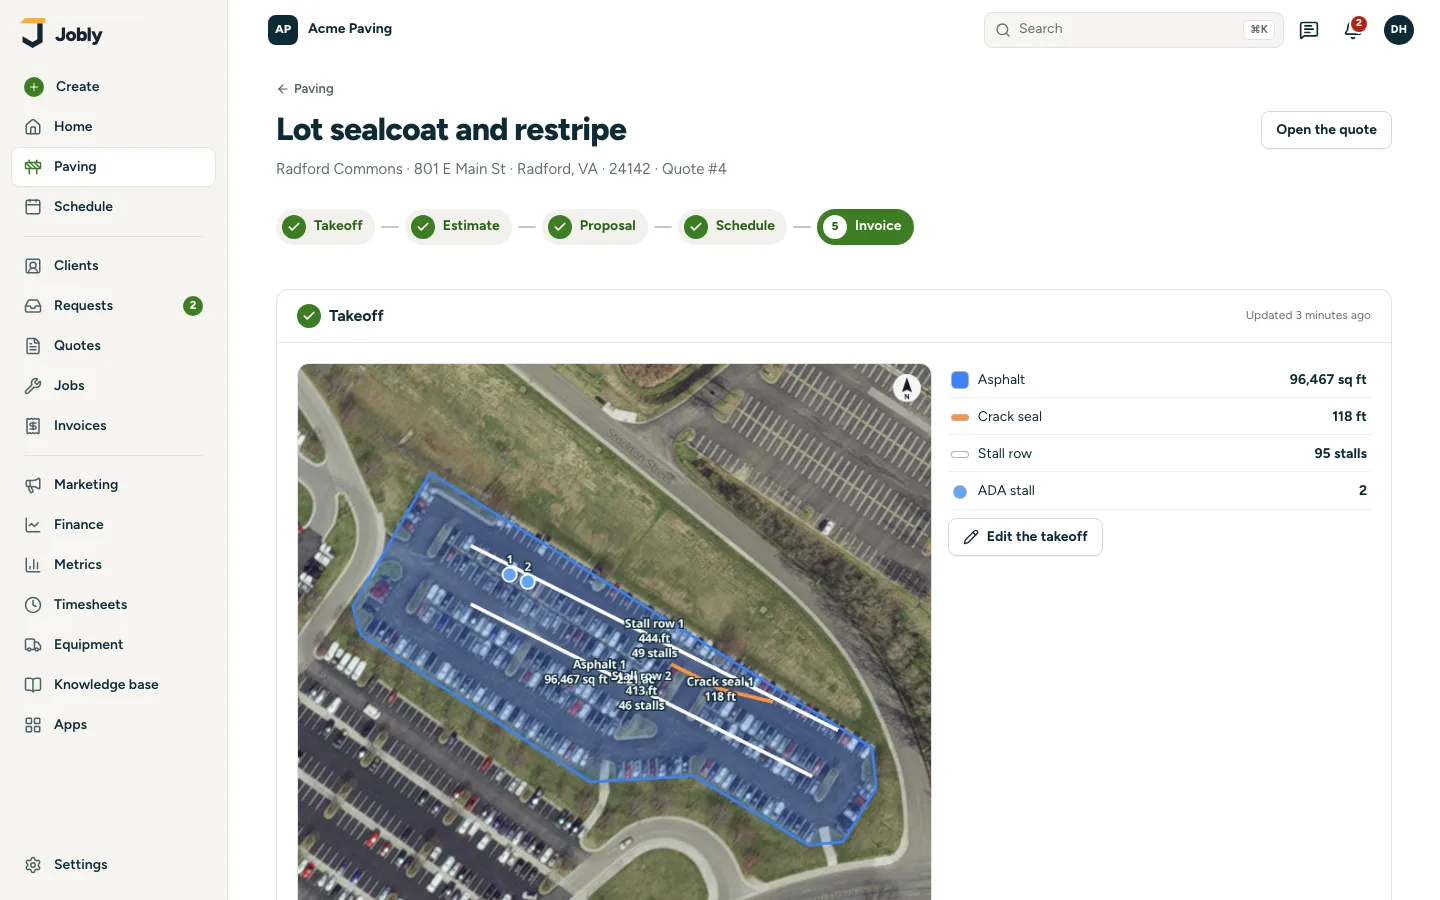 Jobly
AP
Acme Paving
Search
⌘K
2
DH
Create
Home
Paving
Schedule
Clients
Requests
2
Quotes
Jobs
Invoices
Marketing
Finance
Metrics
Timesheets
Equipment
Knowledge base
Apps
Settings
← Paving
Lot sealcoat and restripe
Radford Commons · 801 E Main St · Radford, VA · 24142 · Quote #4
Open the quote
Takeoff
Estimate
Proposal
Schedule
5
Invoice
Takeoff
Updated 3 minutes ago
N
Stockton Street
1
2
Stall row 1
444 ft
49 stalls
Asphalt 1
96,467 sq ft
Stall row 2
413 ft
46 stalls
Crack seal 1
118 ft
Asphalt
96,467 sq ft
Crack seal
118 ft
Stall row
95 stalls
ADA stall
2
Edit the takeoff